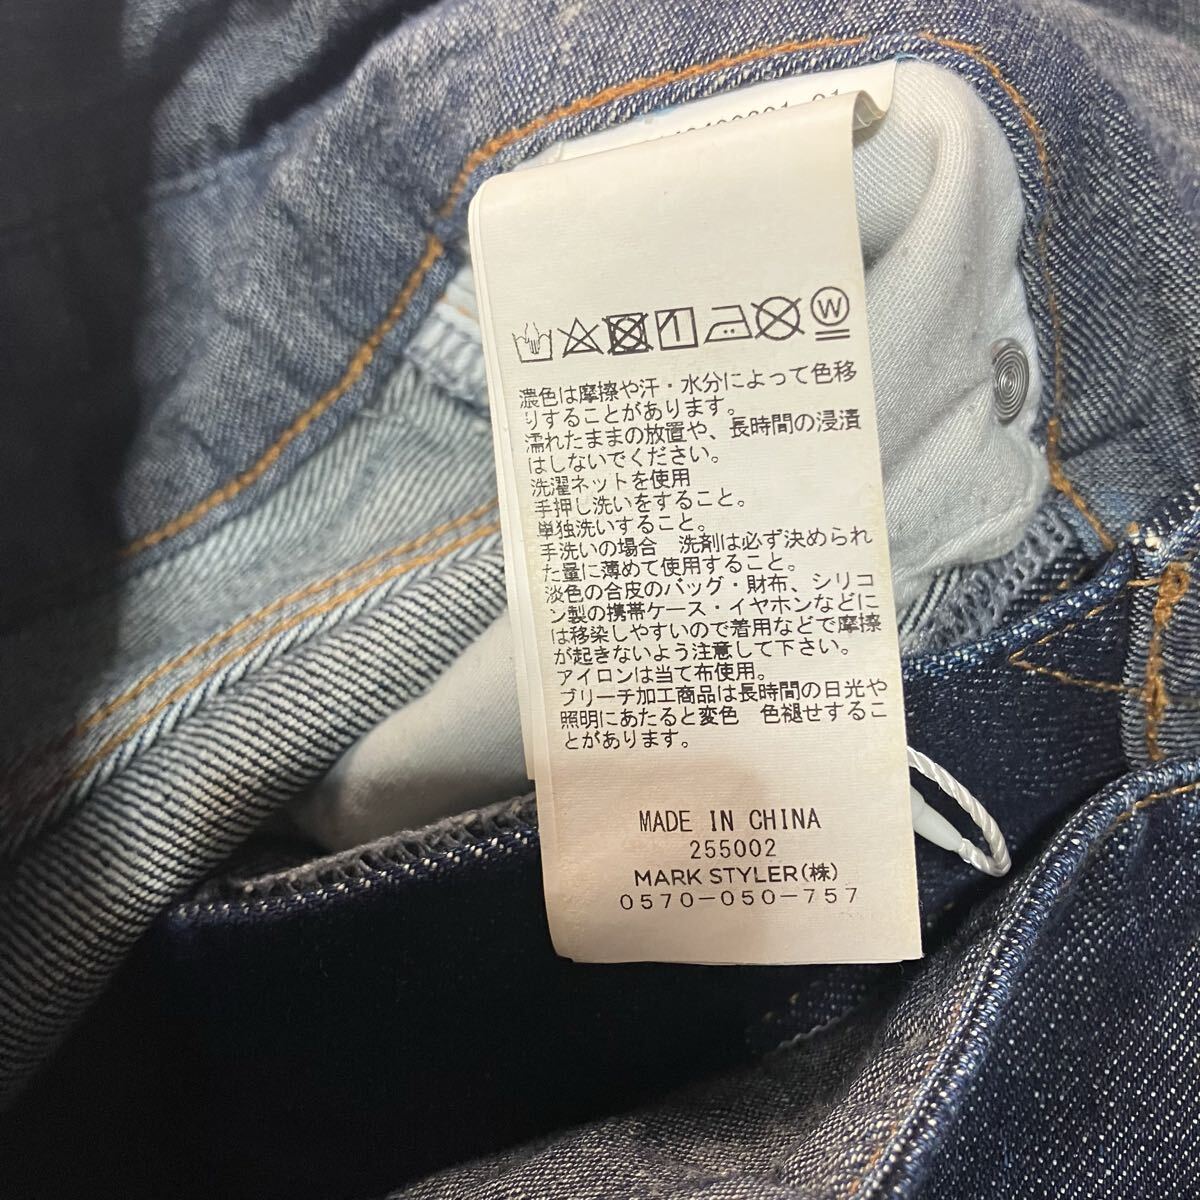 濃色は摩擦や汗・水分によって色移
りすることがあります。
濡れたままの放置や、長時間の浸漬
はしないでください。
洗濯ネットを使用
手押し洗いをすること。
単独洗いすること。
手洗いの場合 洗剤は必ず決められ
た量に薄めて使用すること。
淡色の合皮のバッグ・財布、シリコ
ン製の携帯ケース・イヤホンなどに
は移染しやすいので着用などで摩擦
が起きないよう注意して下さい。
アイロンは当て布使用。
ブリーチ加工商品は長時間の日光や
照明にあたると変色 色褪せするこ
とがあります。
MADE IN CHINA
255002
MARK STYLER(株)
0570-050-757